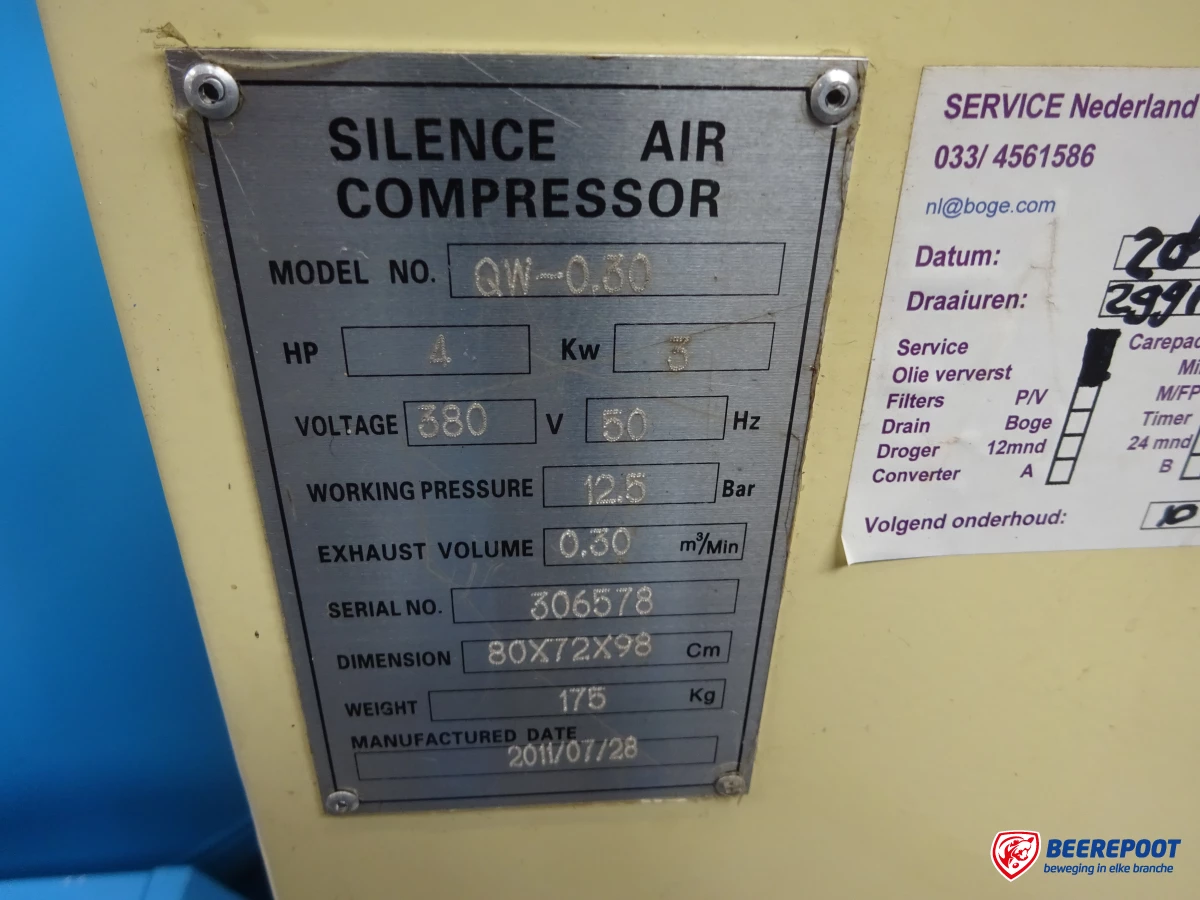 SILENCE AIR
COMPRESSOR
MODEL NO. QW-0.30
HP 4 Kw 3
VOLTAGE 380 V 50 Hz
WORKING PRESSURE 12.5 Bar
EXHAUST VOLUME 0.30 m³/Min
SERIAL NO. 306578
DIMENSION 80X72X98 Cm
WEIGHT 175 Kg
MANUFACTURED DATE
2011/07/28
SERVICE Nederland
033/ 4561586
nl@boge.com
Datum:
Draaiuren:
Service
Olie ververst
Filters P/V M/FP
Drain Boge Timer
Droger 12mnd 24 mnd
Converter A B
Volgend onderhoud:
BEEREPOOT
beweging in elke branche